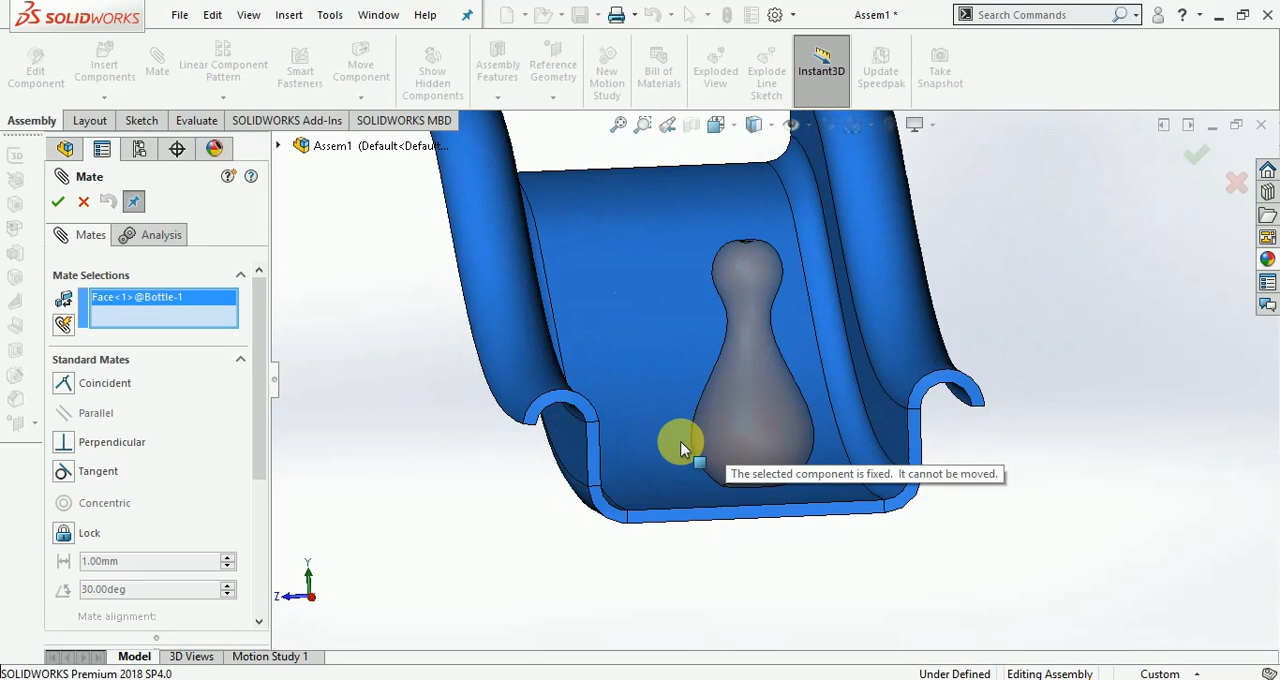 SOLIDWORKS File Edit View Insert Tools Window Help Assem1 * Search Commands ?
Edit Component
Insert Components
Mate
Linear Component Pattern
Smart Fasteners
Move Component
Show Hidden Components
Assembly Features
Reference Geometry
New Motion Study
Bill of Materials
Exploded View
Explode Line Sketch
Instant3D
Update Speedpak
Take Snapshot
Assembly Layout Sketch Evaluate SOLIDWORKS Add-Ins SOLIDWORKS MBD
Assem1 (Default<Default...
Mate
Mates Analysis
Mate Selections
Face<1>@Bottle-1
Standard Mates
Coincident
Parallel
Perpendicular
Tangent
Concentric
Lock
1.00mm
30.00deg
Mate alignment:
The selected component is fixed. It cannot be moved.
Y
Z
Model 3D Views Motion Study 1
SOLIDWORKS Premium 2018 SP4.0 Under Defined Editing Assembly Custom